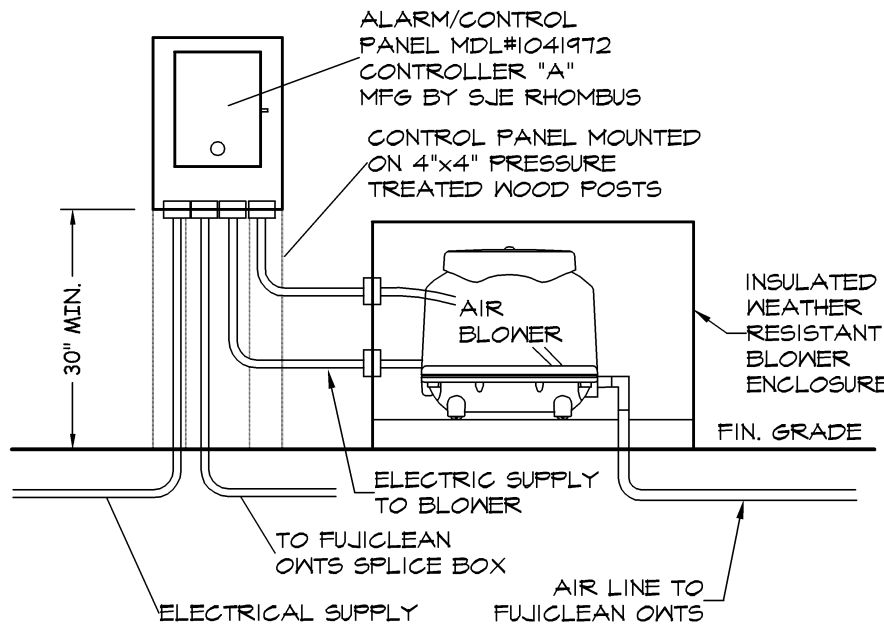 ALARM/CONTROL
PANEL MDL#1041972
CONTROLLER "A"
MFG BY SJE RHOMBUS
CONTROL PANEL MOUNTED
ON 4"x4" PRESSURE
TREATED WOOD POSTS
30" MIN.
AIR
BLOWER
INSULATED
WEATHER
RESISTANT
BLOWER
ENCLOSURE
FIN. GRADE
ELECTRIC SUPPLY
TO BLOWER
TO FUJICLEAN
OWTS SPLICE BOX
AIR LINE TO
FUJICLEAN OWTS
ELECTRICAL SUPPLY